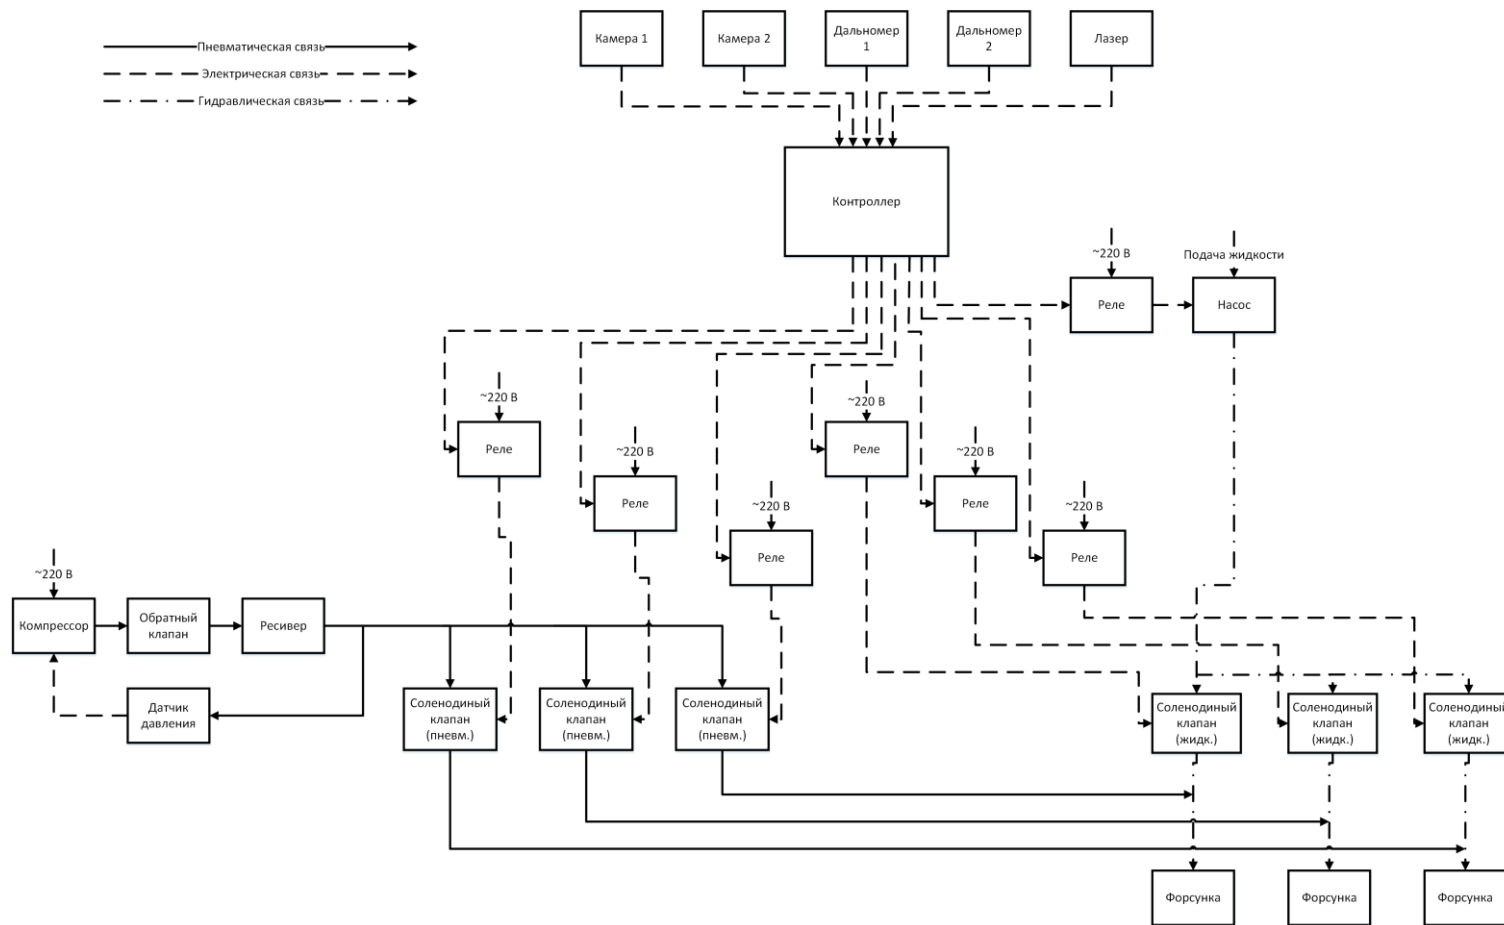 Пневматическая связь
Электрическая связь
Гидравлическая связь
Камера 1
Камера 2
Дальномер
1
Дальномер
2
Лазер
Контроллер
~220 В
Подача жидкости
Реле
Насос
~220 В
Реле
~220 В
Реле
~220 В
Реле
~220 В
Реле
~220 В
Реле
~220 В
Реле
~220 В
Компрессор
Обратный
клапан
Ресивер
Датчик
давления
Соленодиный
клапан
(пневм.)
Соленодиный
клапан
(пневм.)
Соленодиный
клапан
(пневм.)
Соленодиный
клапан
(жидк.)
Соленодиный
клапан
(жидк.)
Соленодиный
клапан
(жидк.)
Форсунка
Форсунка
Форсунка